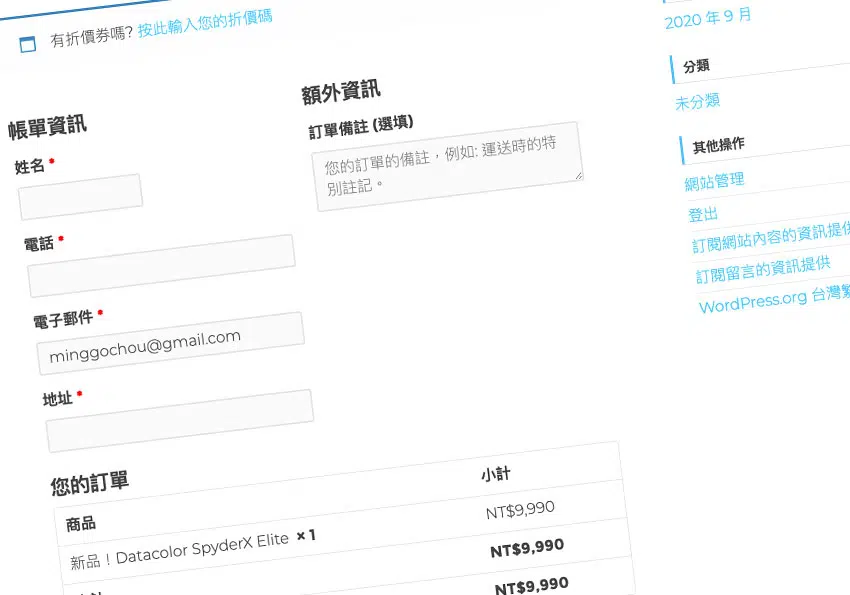 有折價券嗎? 按此輸入您的折價碼
帳單資訊
姓名 *
電話 *
電子郵件 *
minggochou@gmail.com
地址 *
額外資訊
訂單備註 (選填)
您的訂單的備註，例如: 運送時的特
別註記。
您的訂單
商品 小計
新品！Datacolor SpyderX Elite × 1 NT$9,990
NT$9,990
NT$9,990
2020 年 9 月
分類
未分類
其他操作
網站管理
登出
訂閱網站內容的資訊提供
訂閱留言的資訊提供
WordPress.org 台灣繁